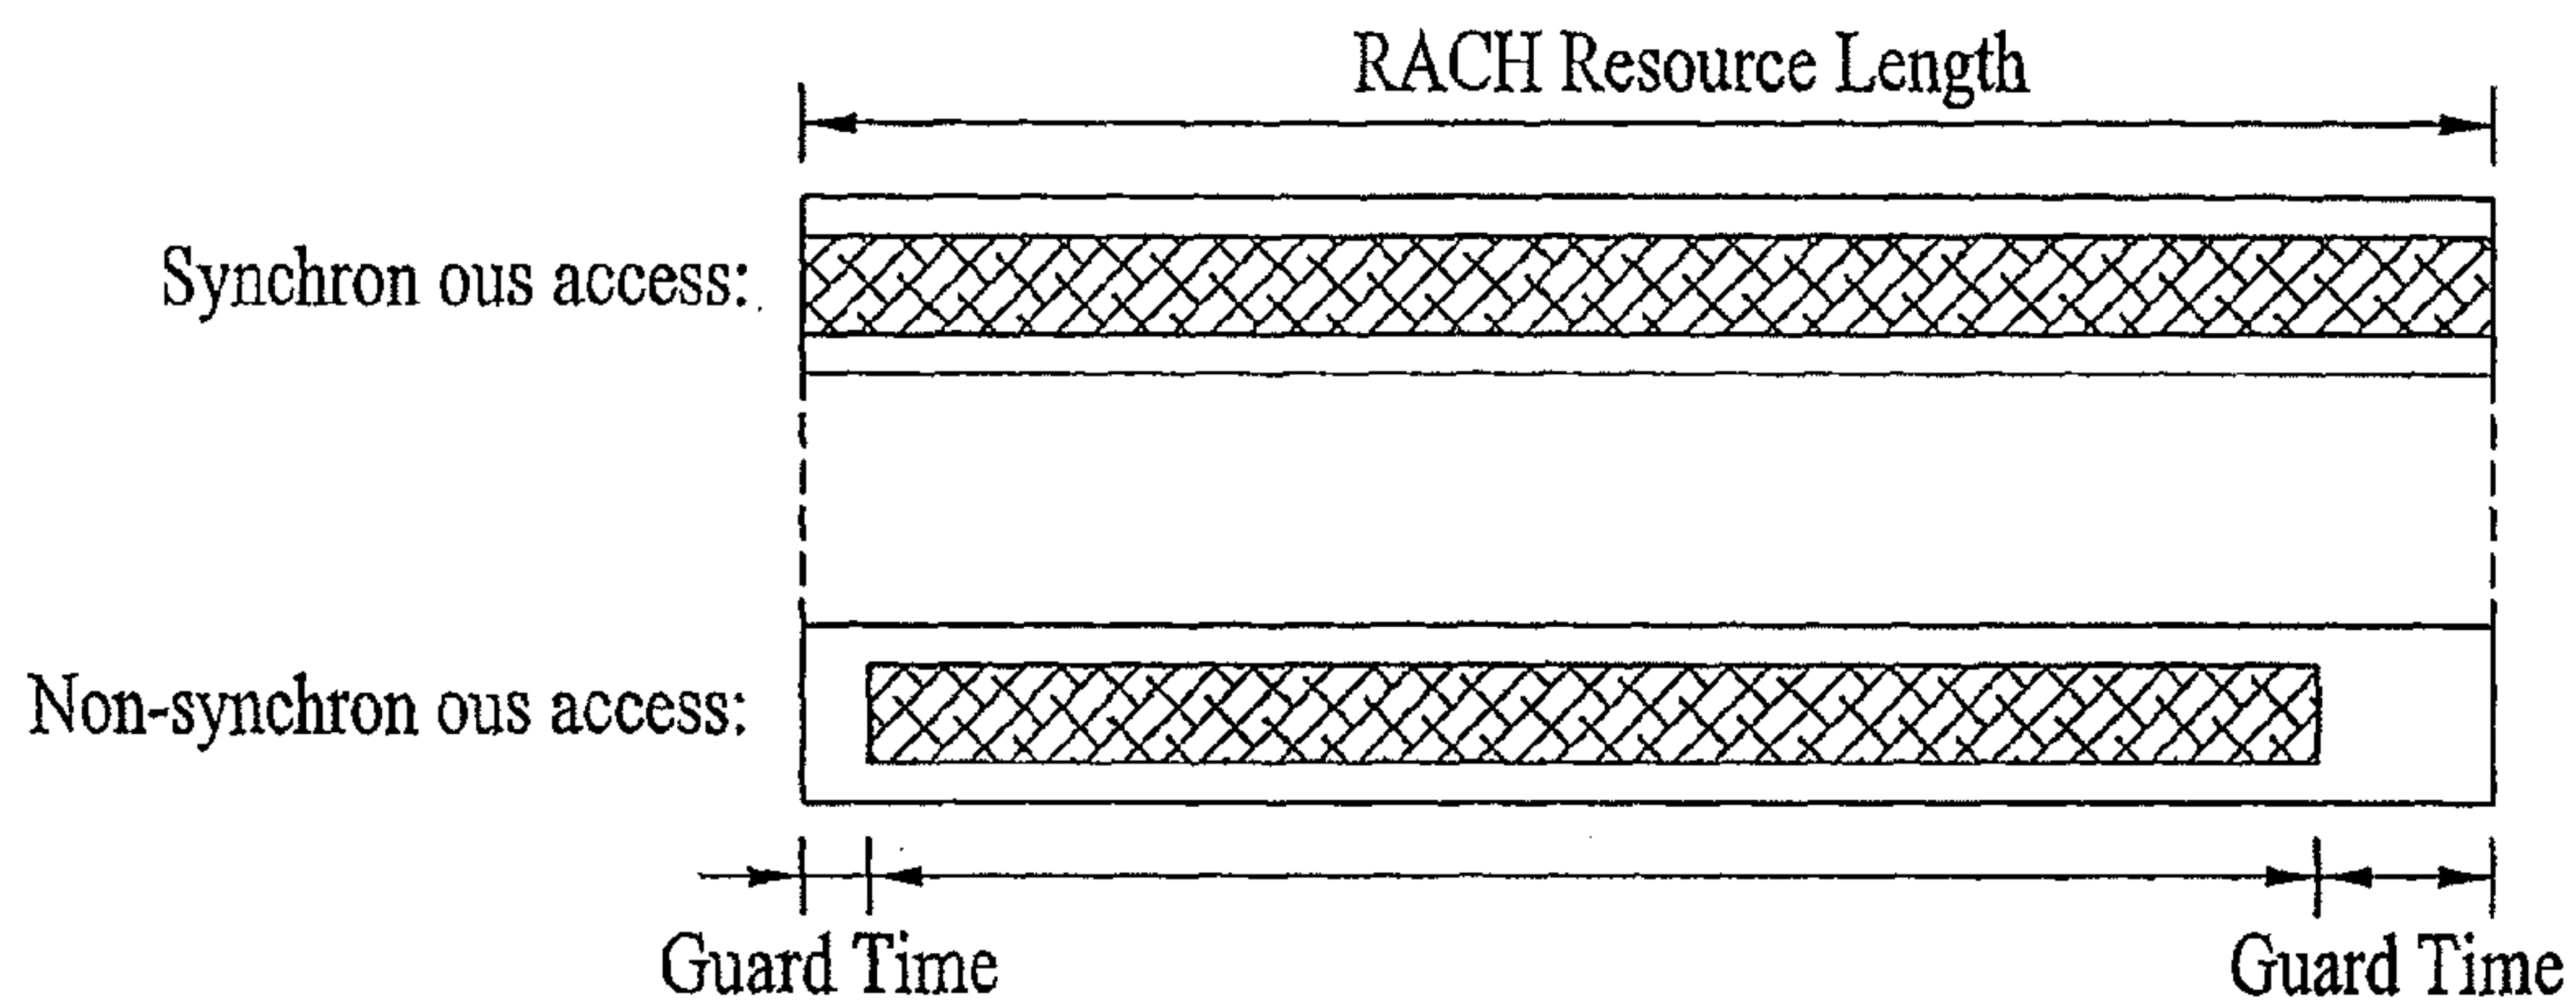 RACH Resource Length
Synchron ous access:
Non-synchron ous access:
Guard Time
Guard Time